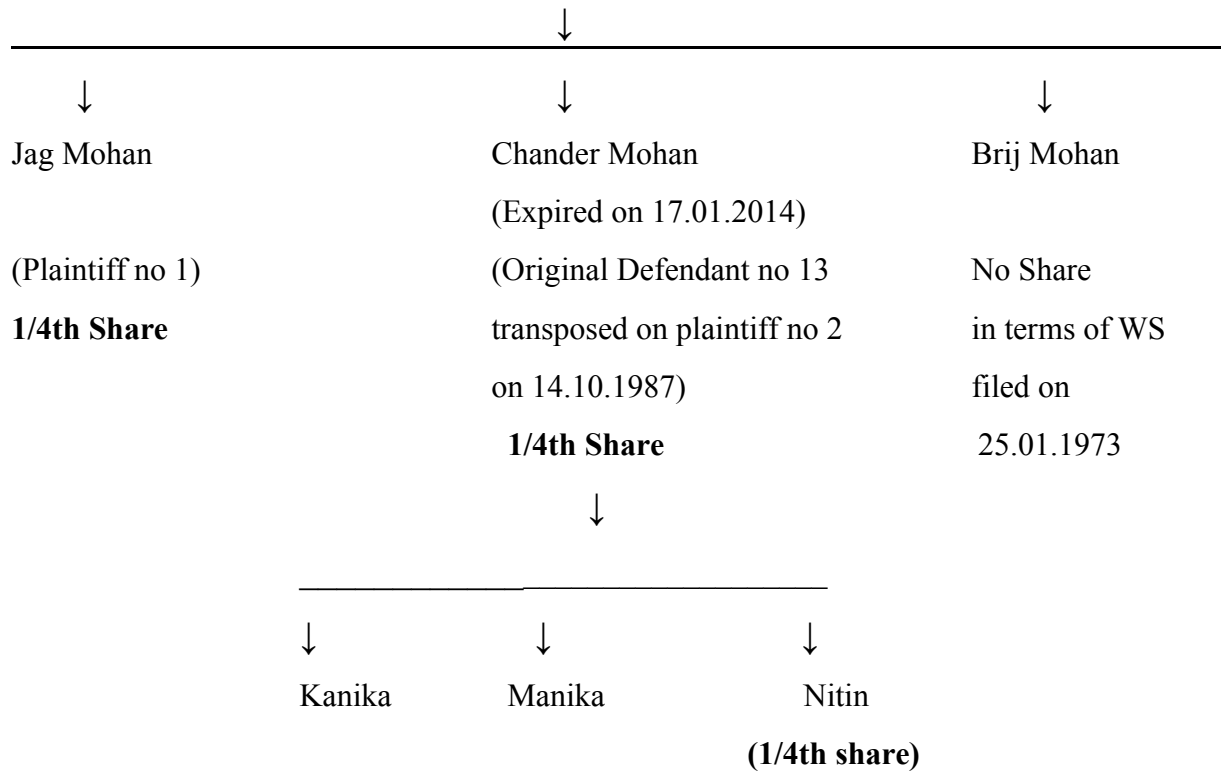 ↓
↓ ↓ ↓
Jag Mohan Chander Mohan Brij Mohan
(Expired on 17.01.2014)
(Plaintiff no 1) (Original Defendant no 13 No Share
1/4th Share transposed on plaintiff no 2 in terms of WS
on 14.10.1987) filed on
1/4th Share 25.01.1973
↓
↓ ↓ ↓
Kanika Manika Nitin
(1/4th share)